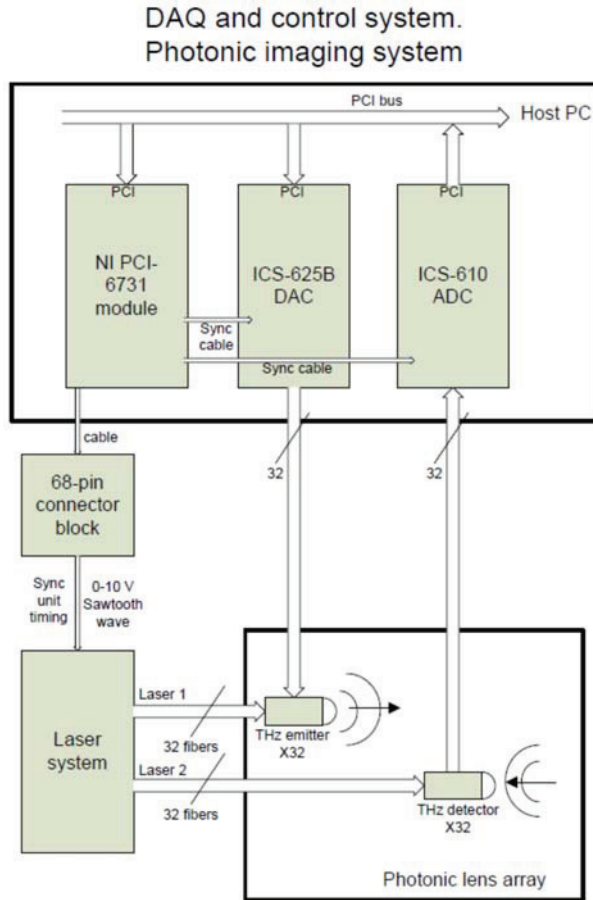 DAQ and control system.
Photonic imaging system
PCI bus
Host PC
PCI
PCI
PCI
NI PCI-
6731
module
ICS-625B
DAC
ICS-610
ADC
Sync
cable
Sync cable
cable
32
32
68-pin
connector
block
Sync
unit
timing
0-10 V
Sawtooth
wave
Laser
system
Laser 1
32 fibers
Laser 2
32 fibers
THz emitter
X32
THz detector
X32
Photonic lens array